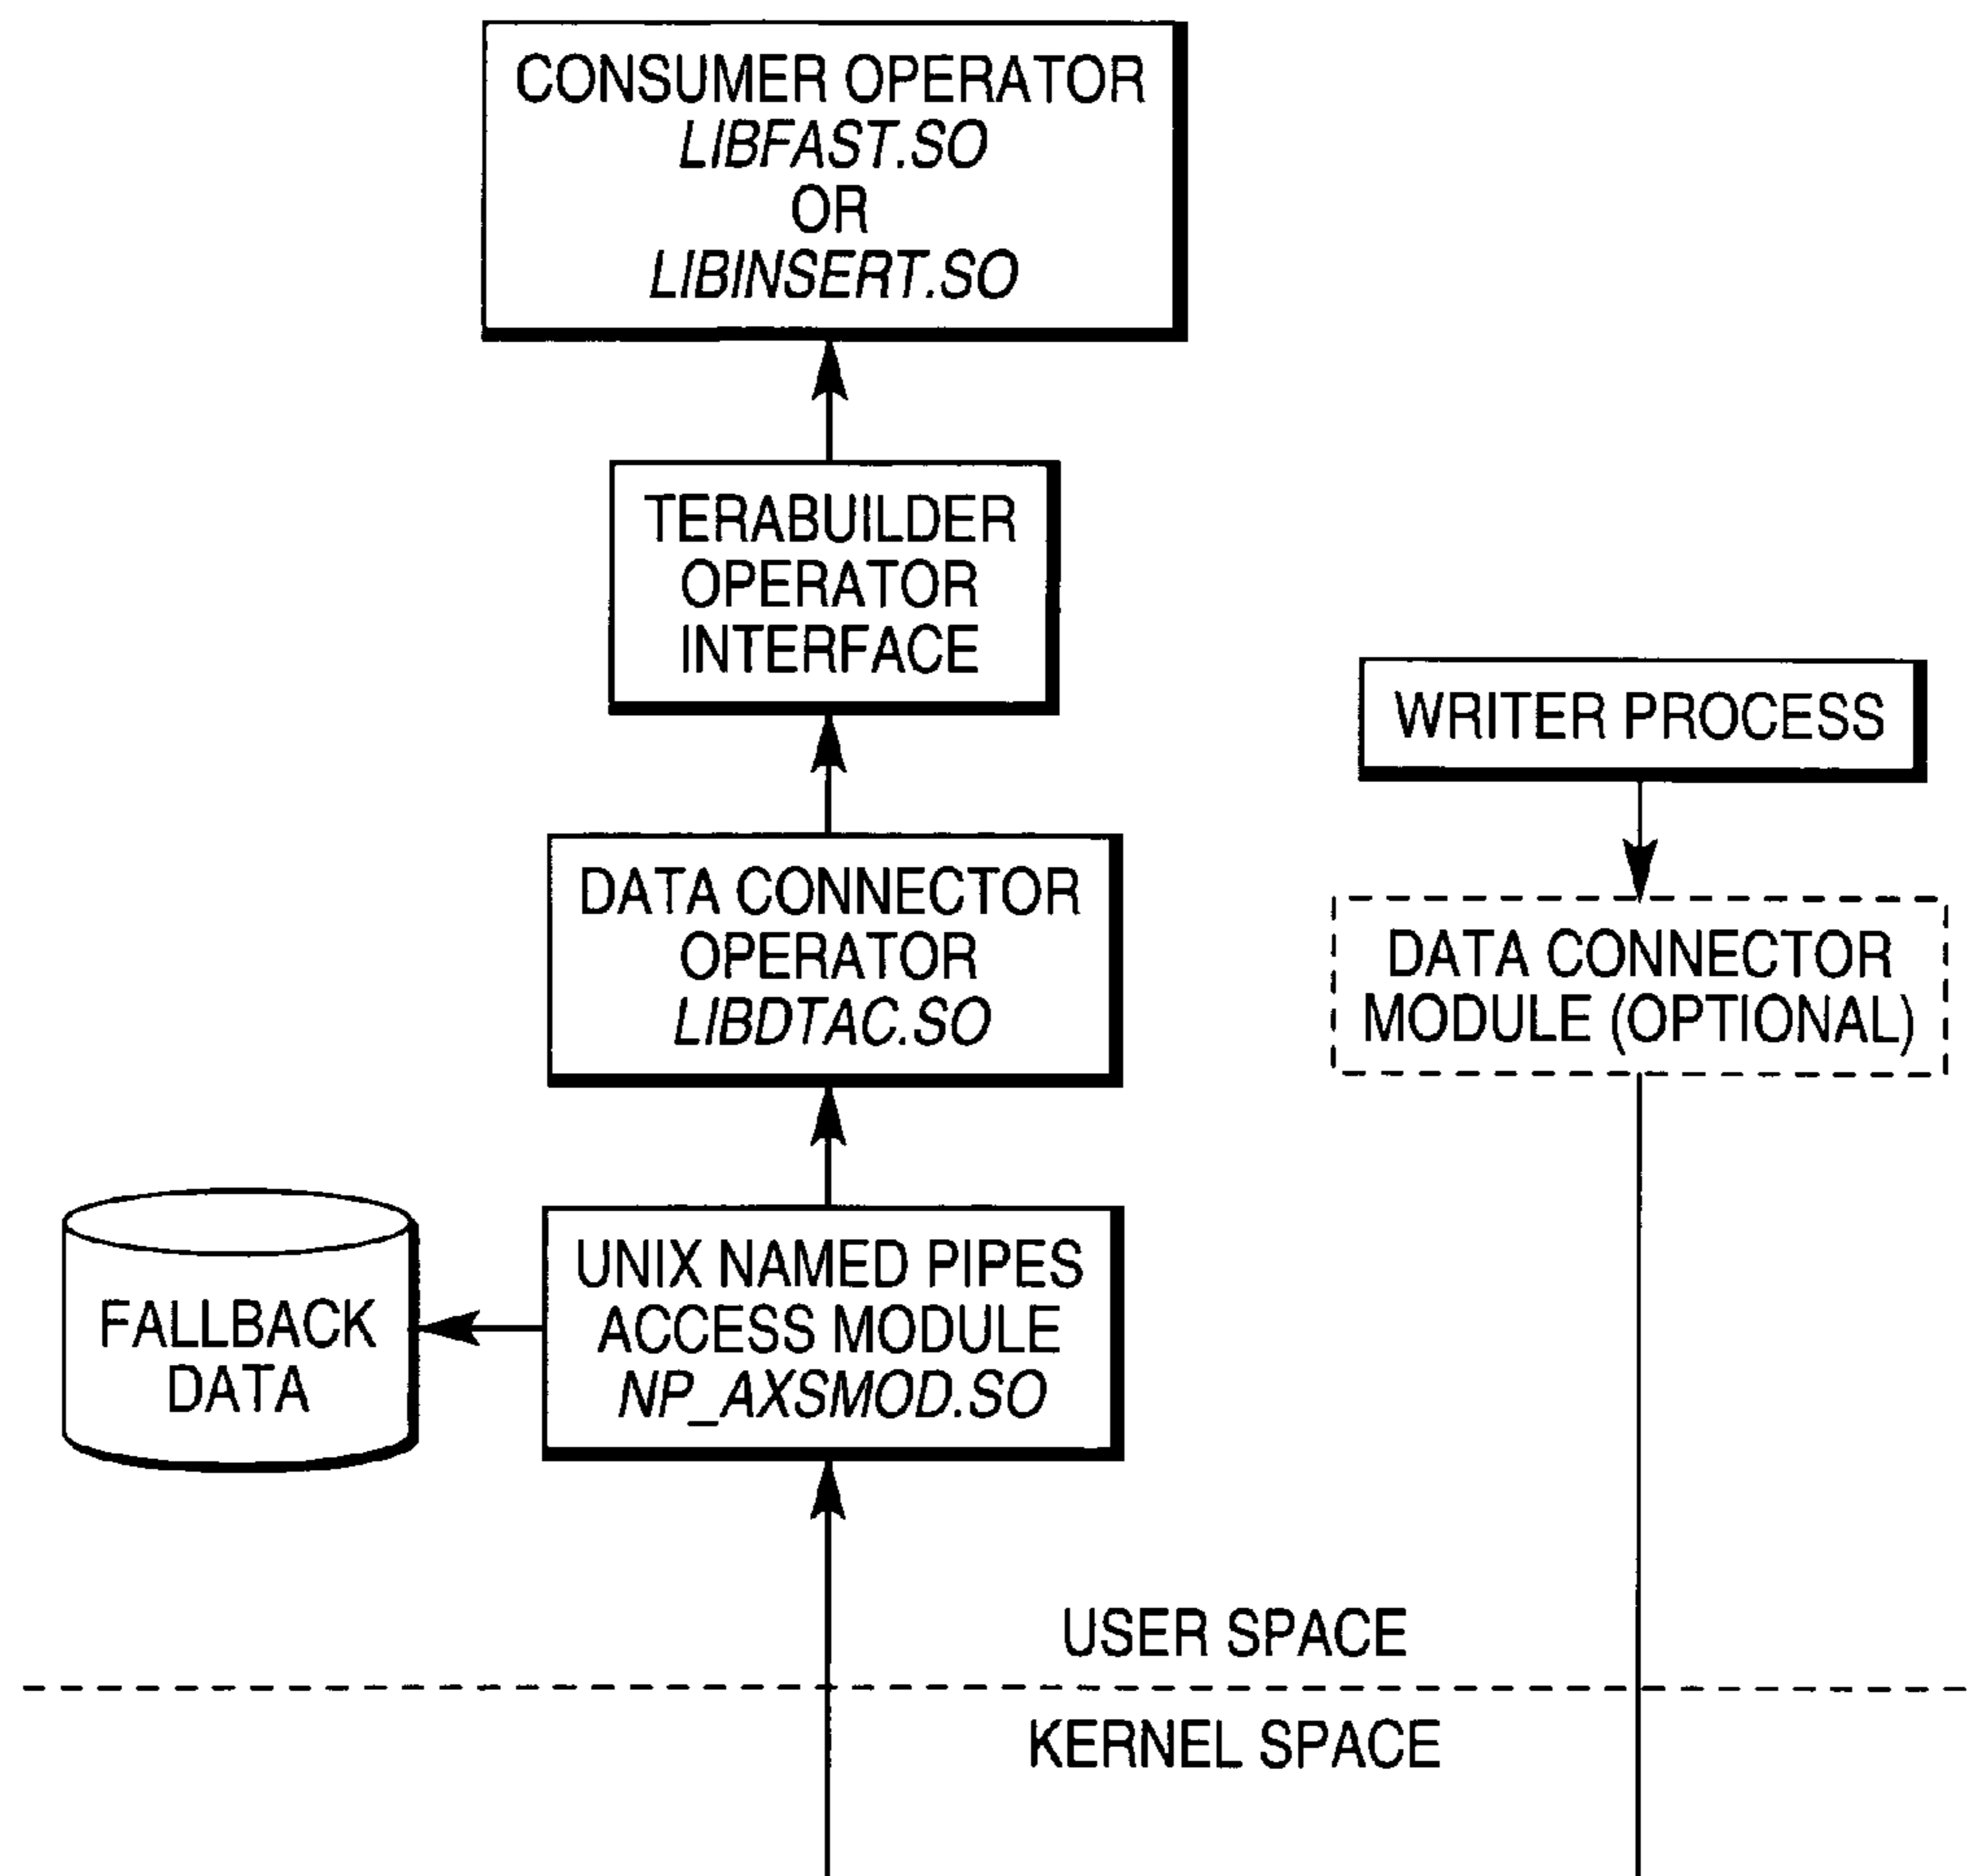 CONSUMER OPERATOR
LIBFAST.SO
OR
LIBINSERT.SO
TERABUILDER
OPERATOR
INTERFACE
WRITER PROCESS
DATA CONNECTOR
OPERATOR
LIBDTAC.SO
DATA CONNECTOR
MODULE (OPTIONAL)
FALLBACK
DATA
UNIX NAMED PIPES
ACCESS MODULE
NP_AXSMOD.SO
USER SPACE
KERNEL SPACE